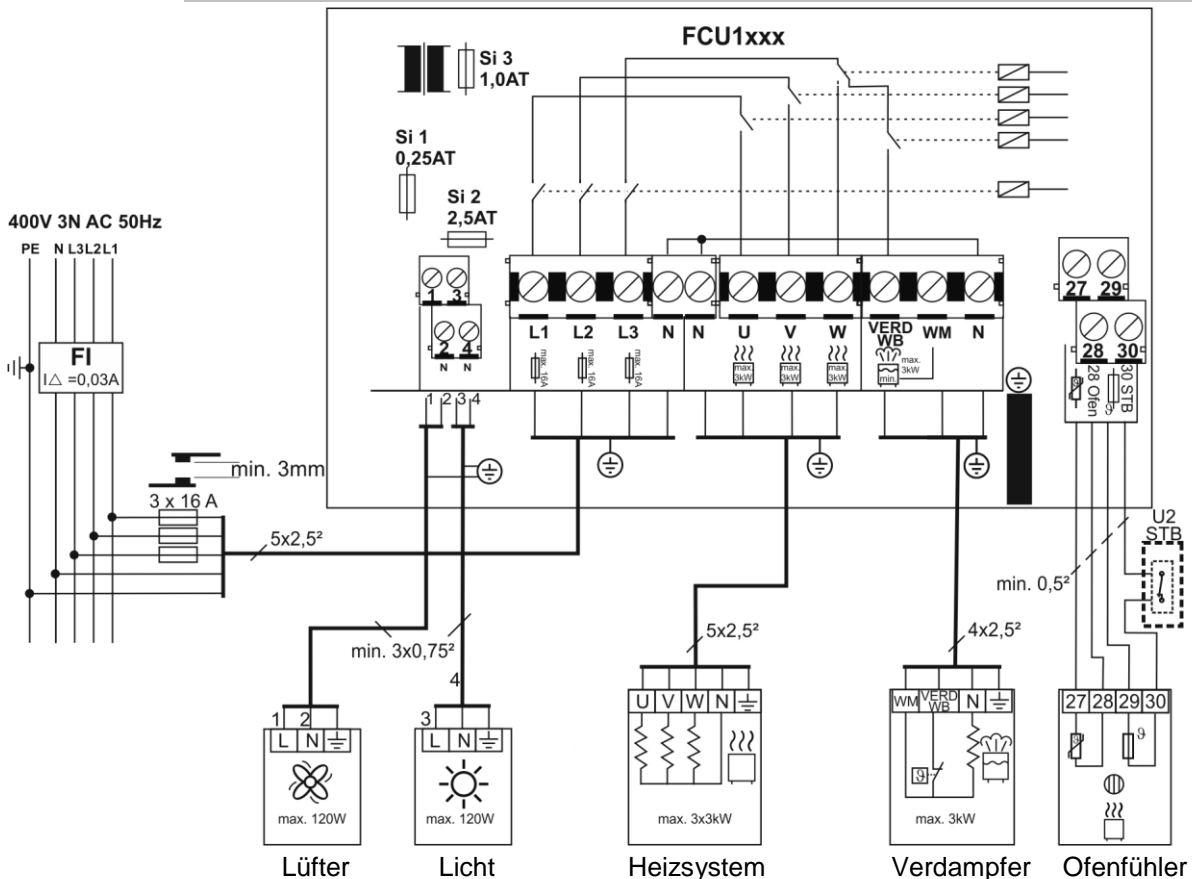 FCU1xxx
Si 3
1,0AT
Si 1
0,25AT
Si 2
2,5AT
400V 3N AC 50Hz
PE N L3 L2 L1
FI
I△ =0,03A
1 3
2 4
N N
L1 L2 L3 N N U V W VERD WB WM N
max. 16A
max. 16A
max. 16A
max. 3kW
max. 3kW
max. 3kW
min.
max. 3kW
27 29
28 30
28 Ofen
30 STB
ϑ
1 2 3 4
min. 3mm
3 x 16 A
5x2,5²
min. 3x0,75²
5x2,5²
4x2,5²
min. 0,5²
U2
STB
1 2
L N
max. 120W
Lüfter
4
3
L N
max. 120W
Licht
U V W N
max. 3x3kW
Heizsystem
WM VERD WB N
ϑ
max. 3kW
Verdampfer
27 28 29 30
ϑ
Ofenfühler